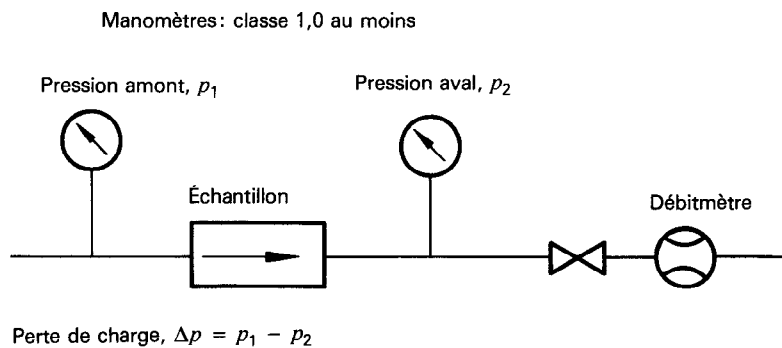 Manomètres: classe 1,0 au moins
Pression amont, p₁
Pression aval, p₂
Échantillon
Débitmètre
Perte de charge, Δp = p₁ − p₂